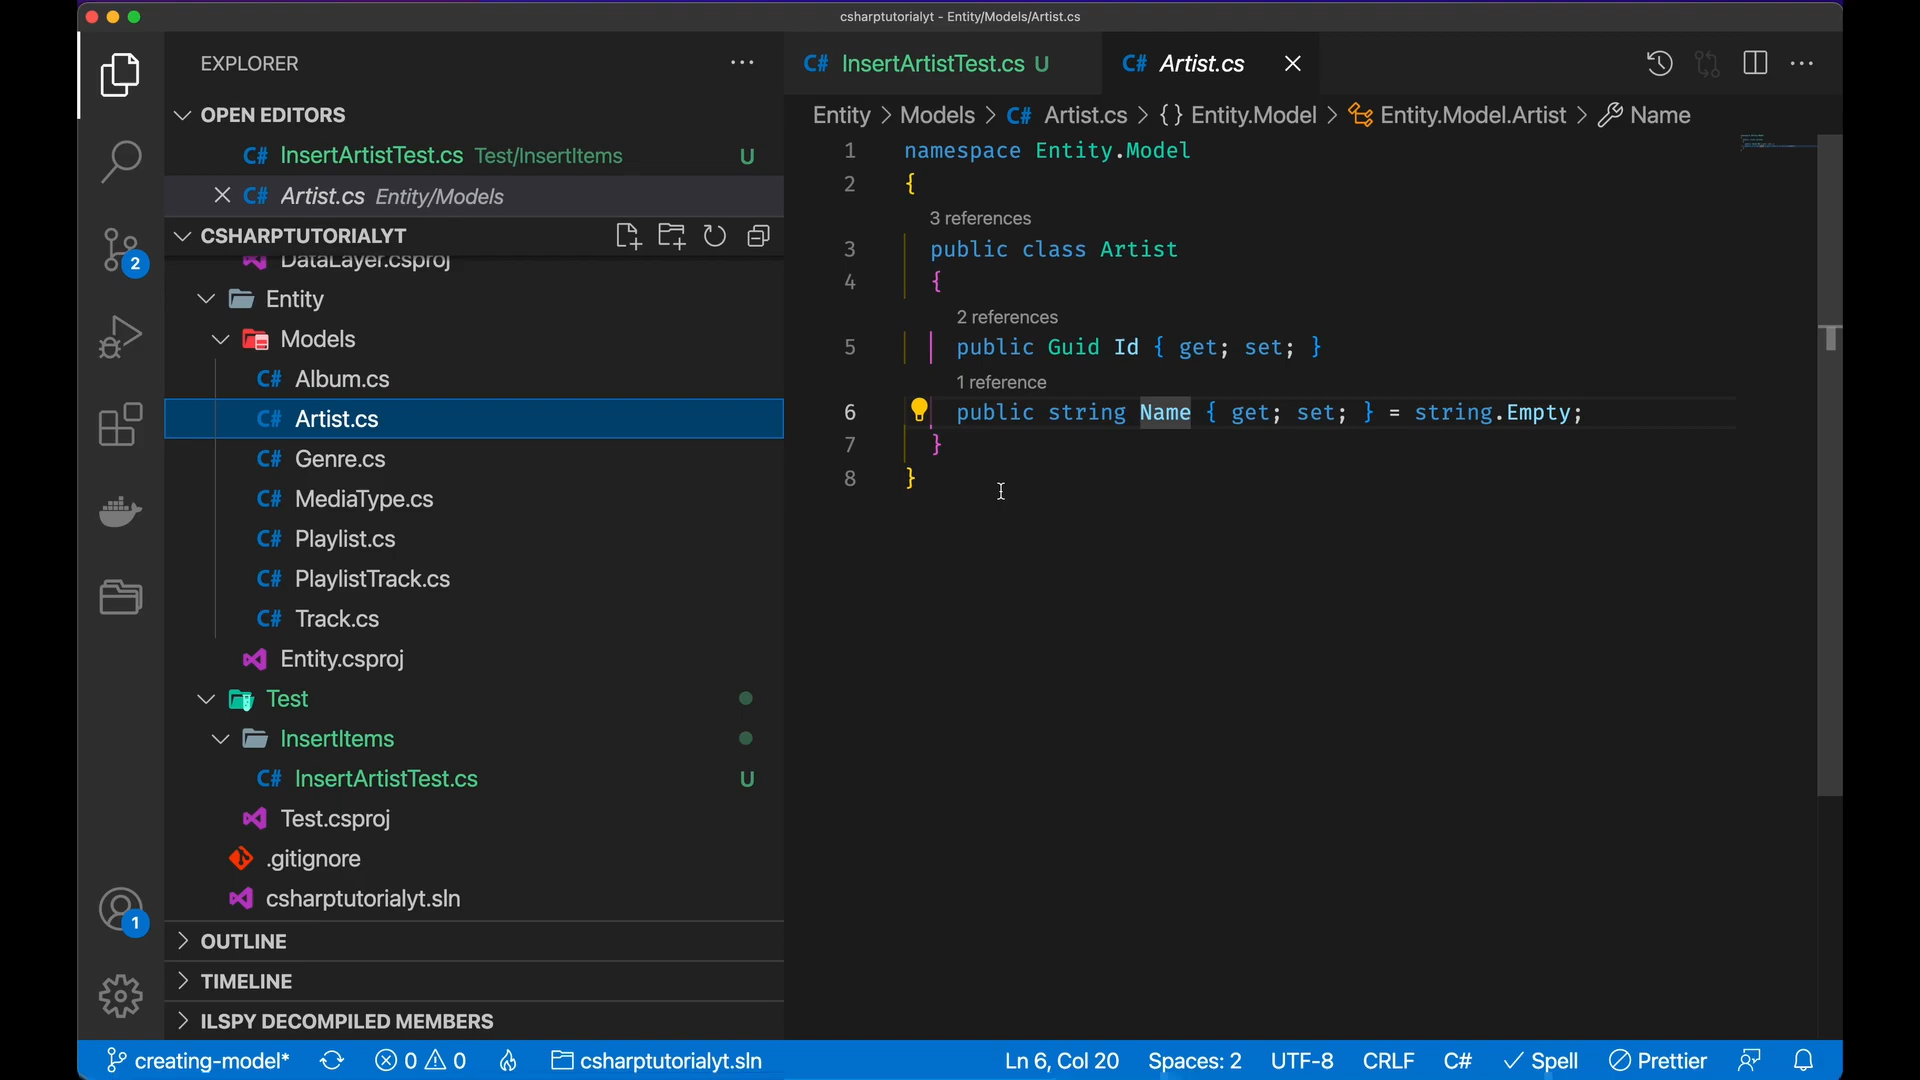 csharptutorialyt - Entity/Models/Artist.cs
EXPLORER
OPEN EDITORS
C# InsertArtistTest.cs Test/InsertItems U
C# Artist.cs Entity/Models
CSHARPTUTORIALYT
DataLayer.csproj
Entity
Models
C# Album.cs
C# Artist.cs
C# Genre.cs
C# MediaType.cs
C# Playlist.cs
C# PlaylistTrack.cs
C# Track.cs
Entity.csproj
Test
InsertItems
C# InsertArtistTest.cs U
Test.csproj
.gitignore
csharptutorialyt.sln
OUTLINE
TIMELINE
ILSPY DECOMPILED MEMBERS
2
1
C# InsertArtistTest.cs U
C# Artist.cs
Entity > Models > C# Artist.cs > {} Entity.Model > Entity.Model.Artist > Name
1 namespace Entity.Model
2 {
3 references
3 public class Artist
4 {
2 references
5 public Guid Id { get; set; }
1 reference
6 public string Name { get; set; } = string.Empty;
7 }
8 }
creating-model* 0 0 csharptutorialyt.sln Ln 6, Col 20 Spaces: 2 UTF-8 CRLF C# Spell Prettier